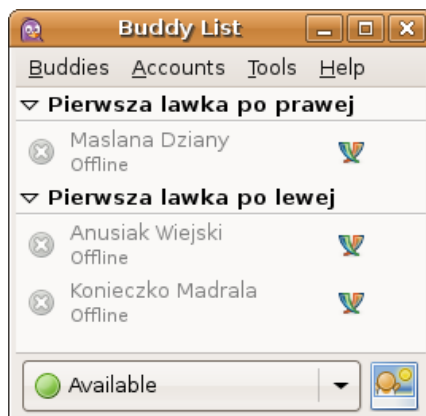 Buddy List
Buddies Accounts Tools Help
Pierwsza lawka po prawej
Maslana Dziany
Offline
Pierwsza lawka po lewej
Anusiak Wiejski
Offline
Konieczko Madrala
Offline
Available